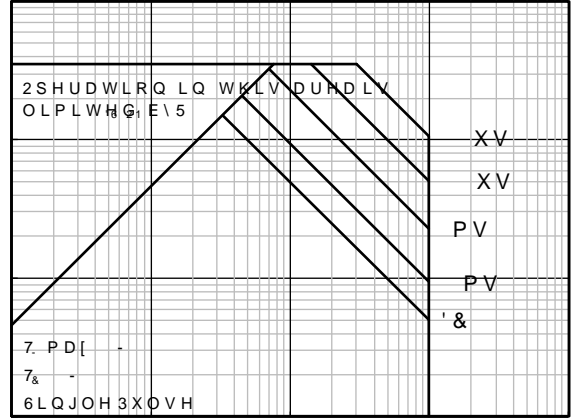 2SHUDWLRQ LQ WKLV DUHD LV
OLPLWHG E\ 5
XV
XV
PV
PV
'&
7- PD[ -
7& -
6LQJOH 3XOVH